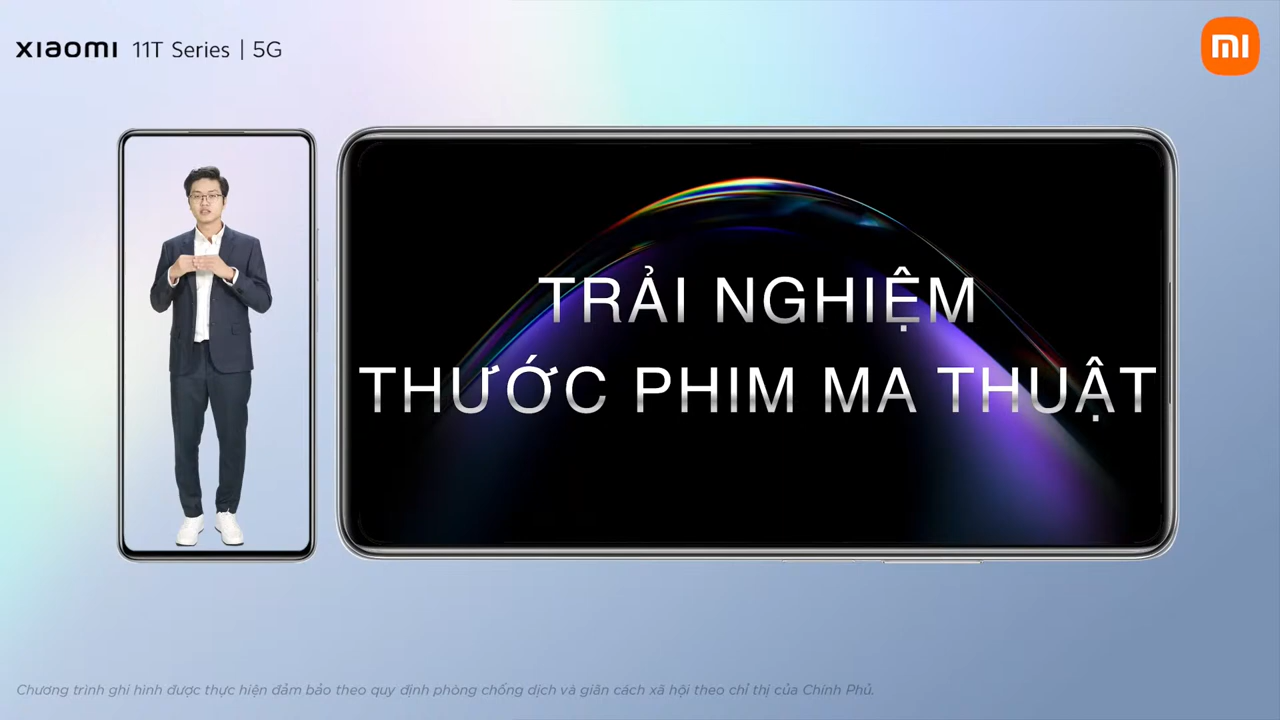 xiaomi 11T Series | 5G
mi
TRẢI NGHIỆM
THƯỚC PHIM MA THUẬT
Chương trình ghi hình được thực hiện đảm bảo theo quy định phòng chống dịch và giãn cách xã hội theo chỉ thị của Chính Phủ.